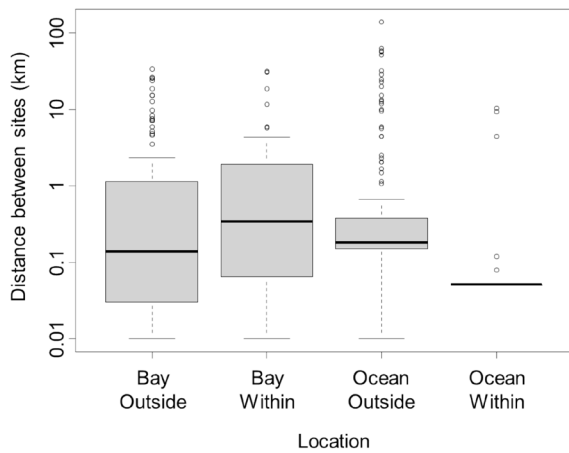 Distance between sites (km)
100
10
1
0.1
0.01
Bay
Outside
Bay
Within
Ocean
Outside
Ocean
Within
Location